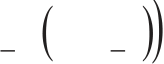 _ ( _ ))